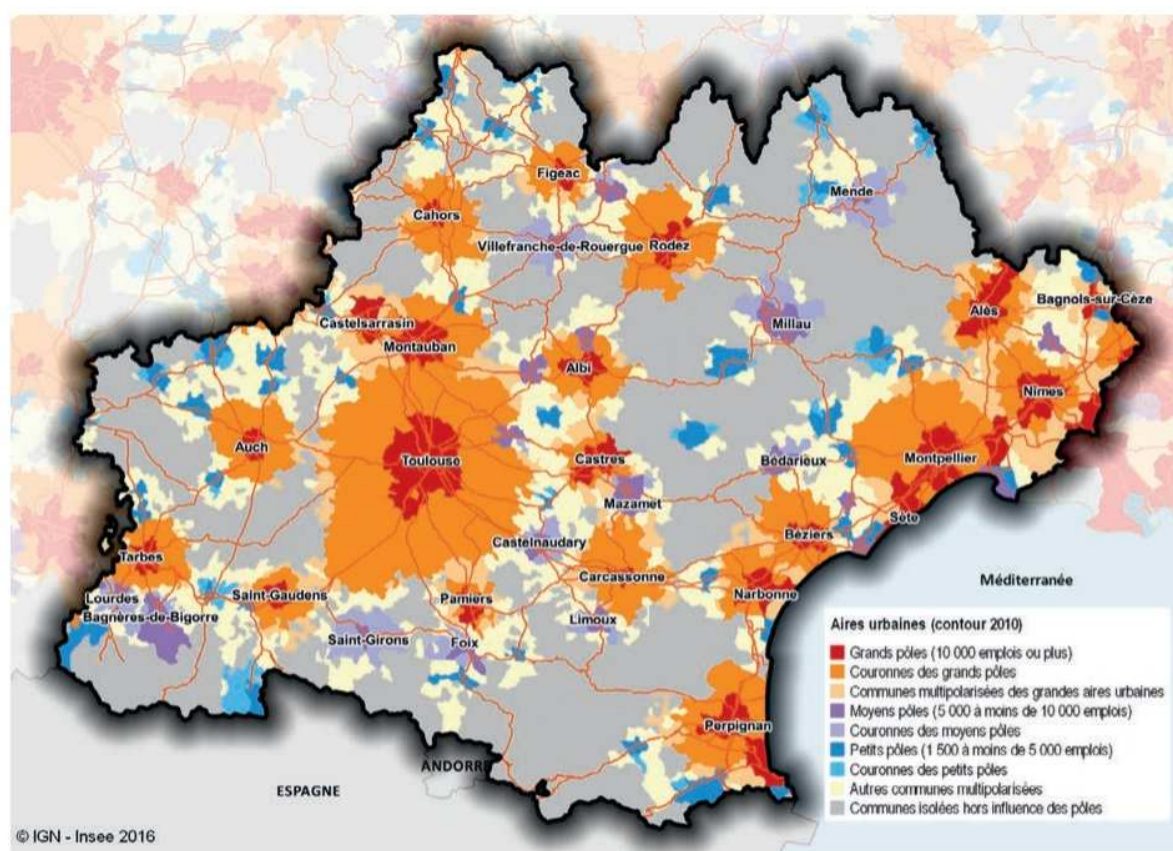 Figeac
Cahors
Mende
Villefranche-de-Rouergue
Rodez
Castelsarrasin
Montauban
Millau
Alès
Bagnols-sur-Cèze
Albi
Nîmes
Auch
Toulouse
Castres
Bédarieux
Montpellier
Mazamet
Sète
Castelnaudary
Béziers
Tarbes
Carcassonne
Méditerranée
Lourdes
Saint-Gaudens
Pamiers
Narbonne
Bagnères-de-Bigorre
Limoux
Saint-Girons
Foix
Perpignan
ANDORRE
ESPAGNE
Aires urbaines (contour 2010)
Grands pôles (10 000 emplois ou plus)
Couronnes des grands pôles
Communes multipolarisées des grandes aires urbaines
Moyens pôles (5 000 à moins de 10 000 emplois)
Couronnes des moyens pôles
Petits pôles (1 500 à moins de 5 000 emplois)
Couronnes des petits pôles
Autres communes multipolarisées
Communes isolées hors influence des pôles
© IGN - Insee 2016